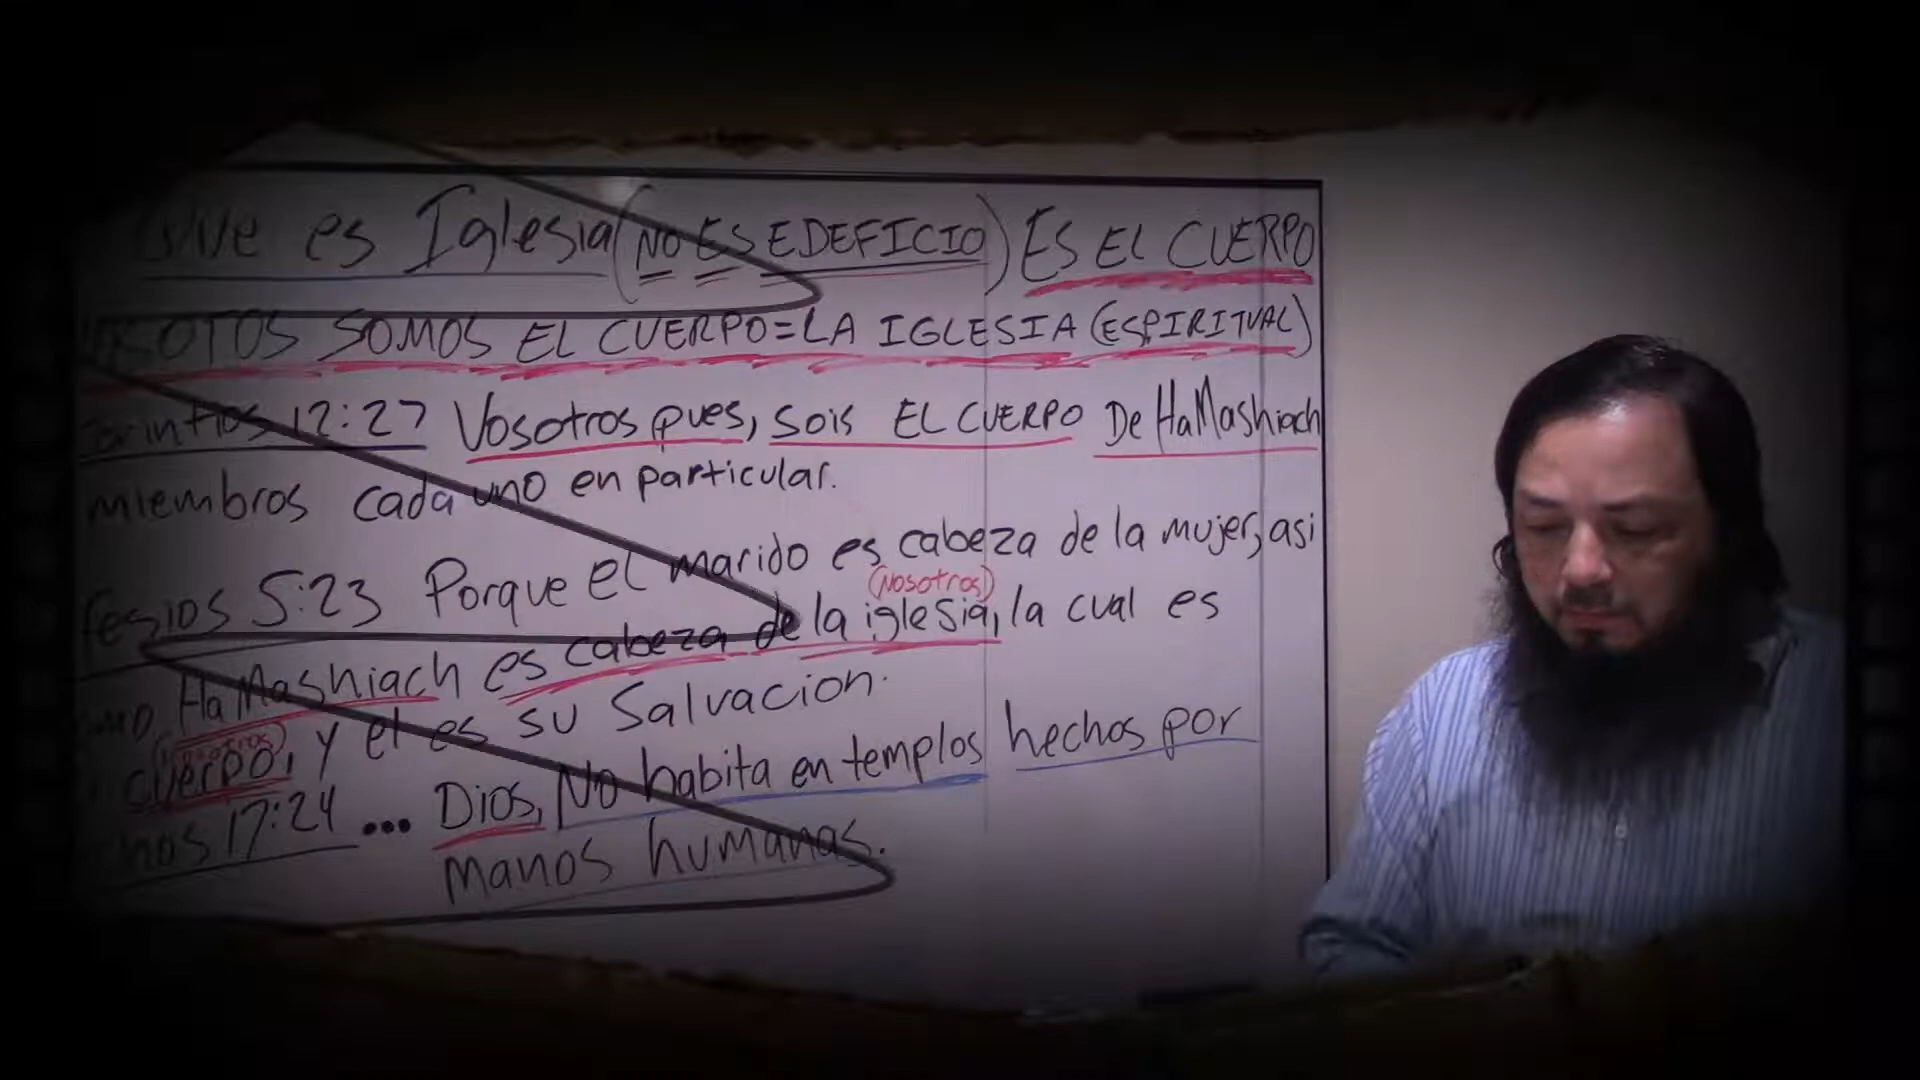 es Iglesia (NO ES EDEFICIO) ES EL CUERPO
SOMOS EL CUERPO=LA IGLESIA (ESPIRITUAL)
12:27 Vosotros pues, sois EL CUERPO De HaMashiach
miembros cada uno en particular.
5:23 Porque el marido es cabeza de la mujer, asi
(Nosotros)
HaMashiach es cabeza de la iglesia, la cual es
cuerpo, y el es su Salvacion.
17:24 ... Dios, No habita en templos hechos por
manos humanas.